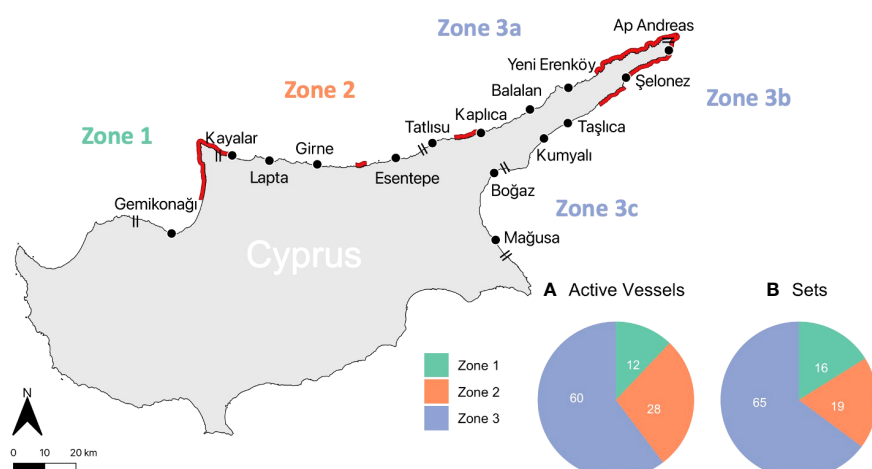 Ap Andreas
Zone 3a
Yeni Erenköy
Şelonez
Zone 2
Balalan
Zone 3b
Kaplıca
Tatlısu
Taşlıca
Zone 1
Kayalar
Girne
Kumyalı
Lapta
Esentepe
Boğaz
Gemikonağı
Zone 3c
Mağusa
Cyprus
A Active Vessels
B Sets
Zone 1
Zone 2
Zone 3
12
28
60
16
19
65
N
0 10 20 km